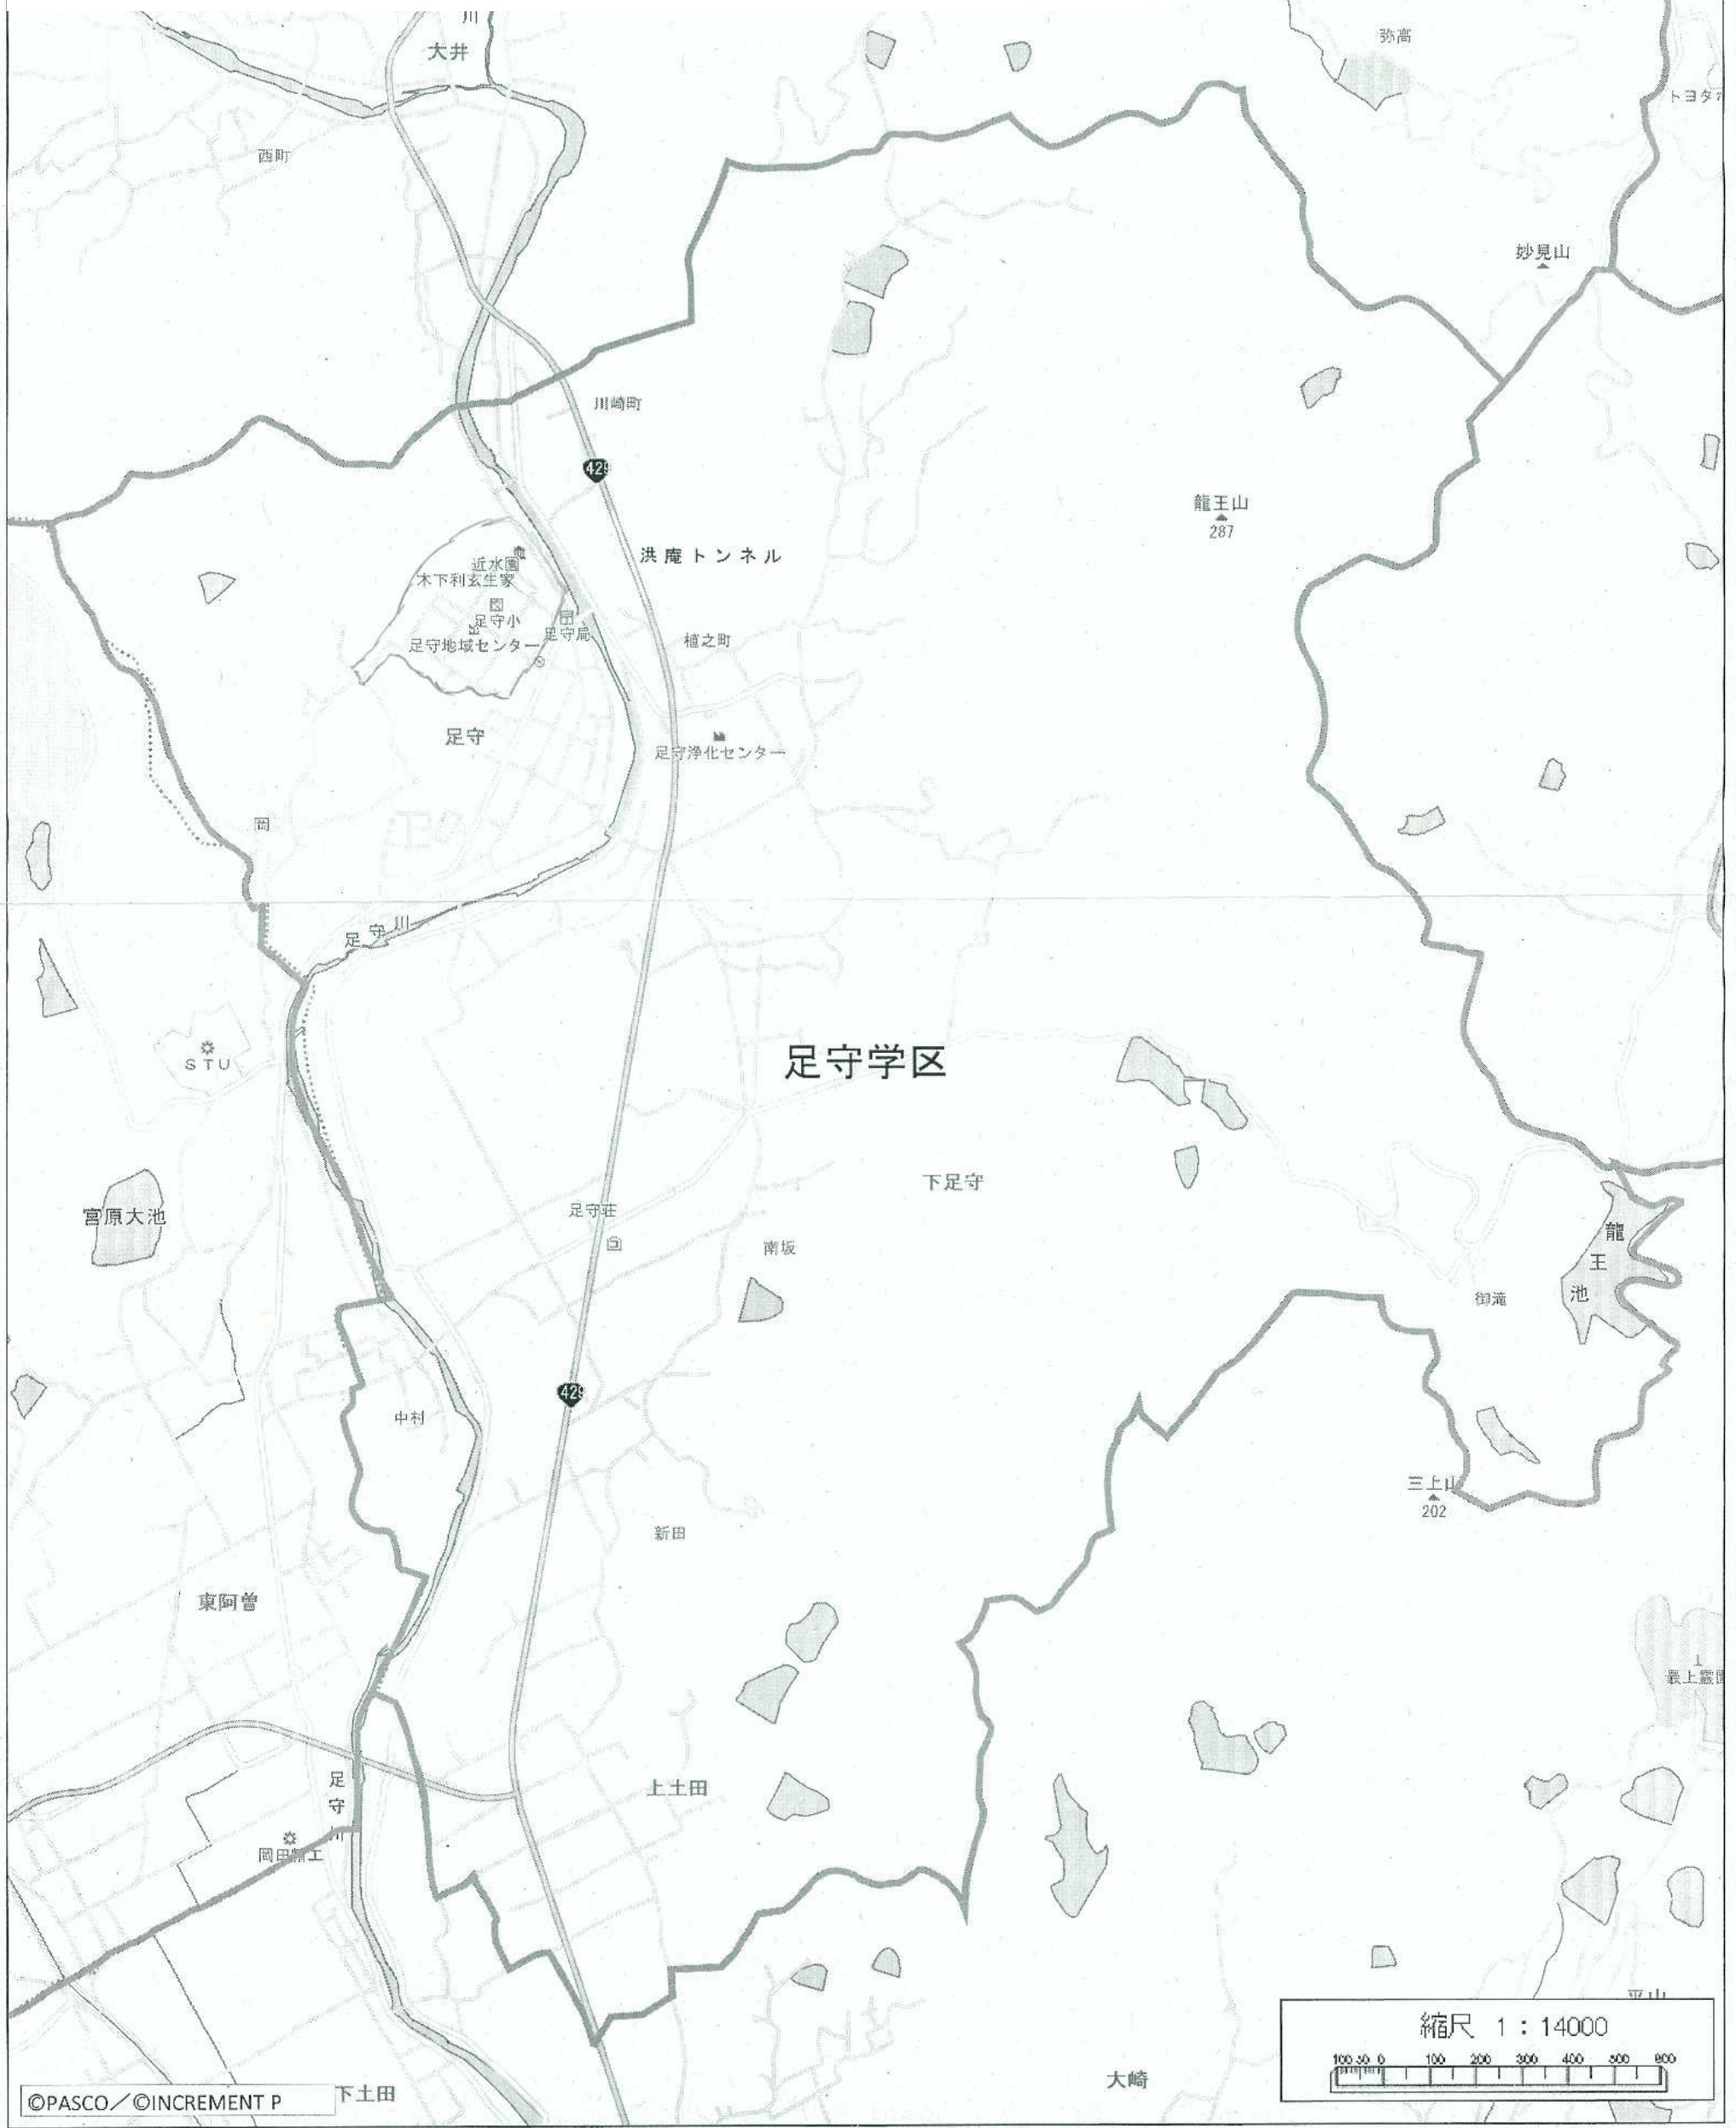 川
大井
弥高
トヨタ
西町
妙見山
川崎町
429
龍王山
287
洪庵トンネル
近水園
木下利玄生家
足守小
足守局
足守地域センター
植之町
足守
足守浄化センター
足守川
STU
足守学区
下足守
宮原大池
足守荘
南坂
龍王池
御滝
429
中村
三上山
202
新田
東阿曽
最上霊
上土田
足守川
岡田精工
平山
縮尺 1:14000
100 50 0 100 200 300 400 500 600
大崎
下土田
©PASCO/©INCREMENT P